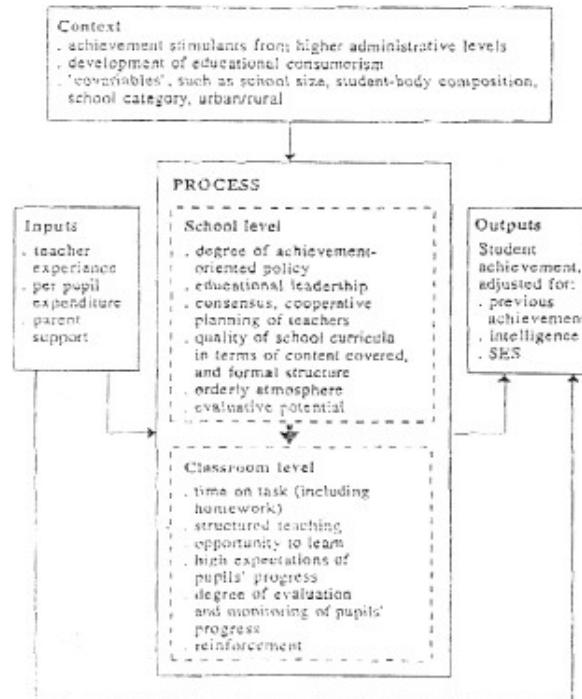 Context
. achievement stimulants from higher administrative levels
. development of educational consumerism
. 'covariables', such as school size, student-body composition,
school category, urban/rural
PROCESS
Inputs
. teacher
experience
. per pupil
expenditure
. parent
support
School level
. degree of achievement-
oriented policy
. educational leadership
. consensus, cooperative
planning of teachers
. quality of school curricula
in terms of content covered,
and formal structure
. orderly atmosphere
. evaluative potential
Classroom level
. time on task (including
homework)
. structured teaching
opportunity to learn
. high expectations of
pupils' progress
. degree of evaluation
and monitoring of pupils'
progress
. reinforcement
Outputs
Student
achievement,
adjusted for:
. previous
achievement
. intelligence
. SES